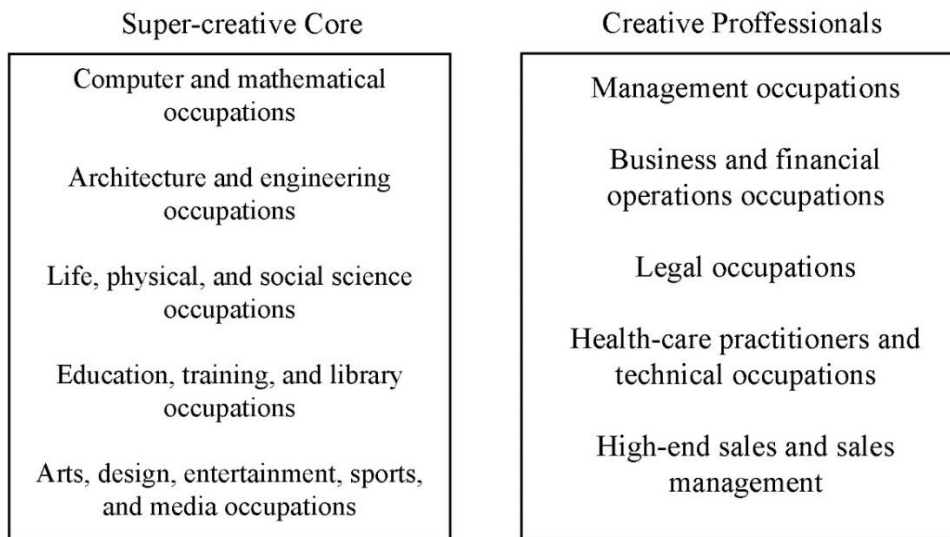 Super-creative Core
Computer and mathematical
occupations
Architecture and engineering
occupations
Life, physical, and social science
occupations
Education, training, and library
occupations
Arts, design, entertainment, sports,
and media occupations
Creative Proffessionals
Management occupations
Business and financial
operations occupations
Legal occupations
Health-care practitioners and
technical occupations
High-end sales and sales
management